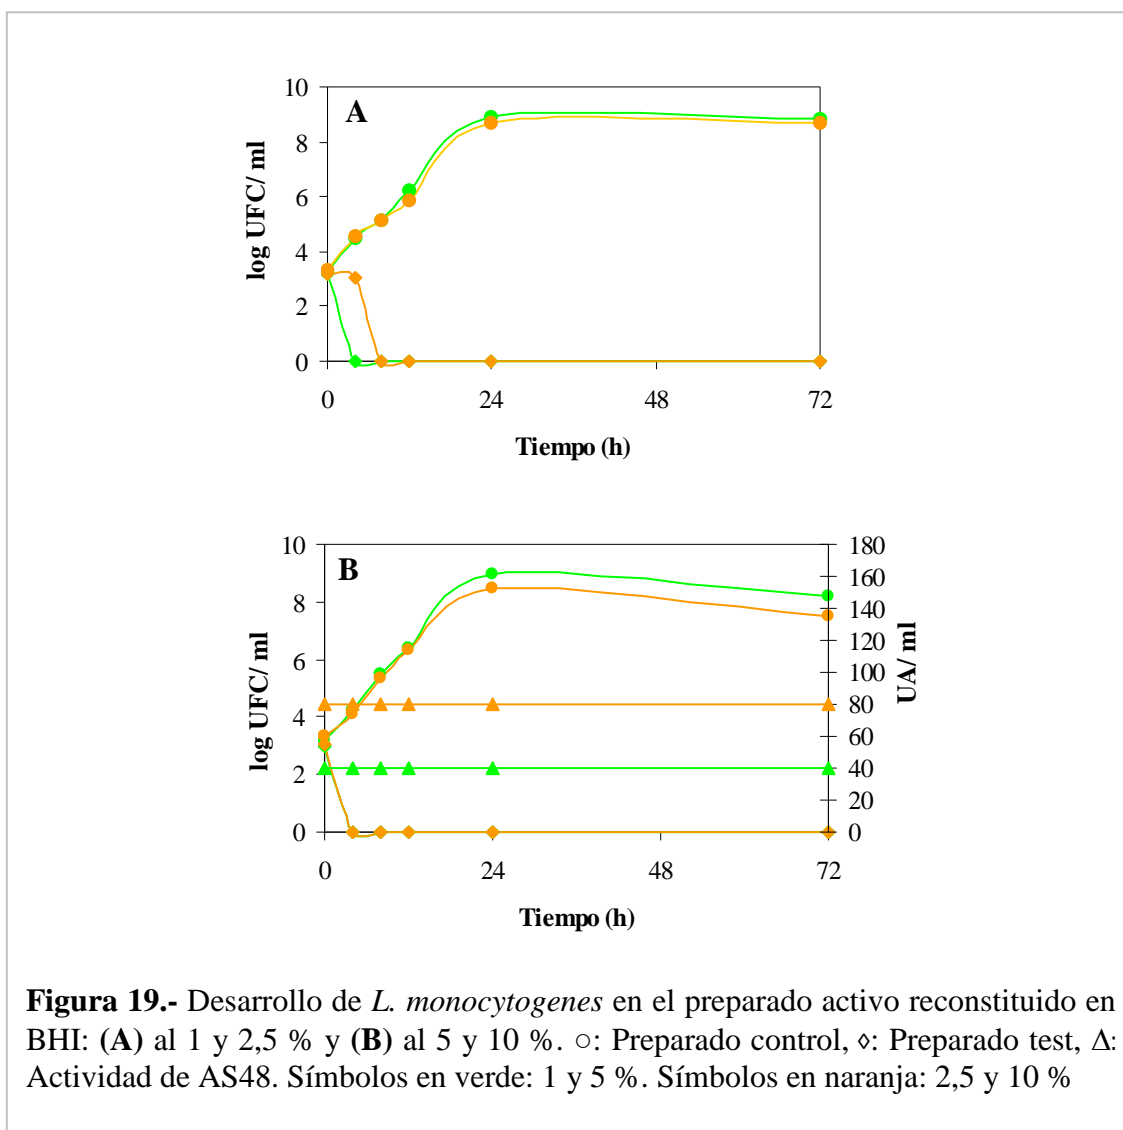 A
10
8
6
4
2
0
log UFC/ ml
0 24 48 72
Tiempo (h)
B
10
8
6
4
2
0
log UFC/ ml
180
160
140
120
100
80
60
40
20
0
UA/ ml
0 24 48 72
Tiempo (h)
Figura 19.- Desarrollo de L. monocytogenes en el preparado activo reconstituido en
BHI: (A) al 1 y 2,5 % y (B) al 5 y 10 %. ○: Preparado control, ⬨: Preparado test, Δ:
Actividad de AS48. Símbolos en verde: 1 y 5 %. Símbolos en naranja: 2,5 y 10 %